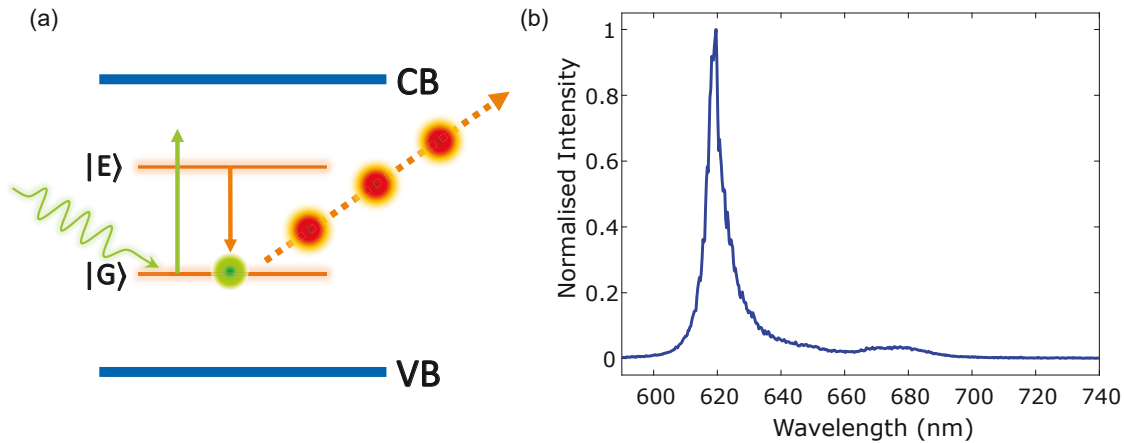 (a)
CB
|E⟩
|G⟩
VB
(b)
Normalised Intensity
1
0.8
0.6
0.4
0.2
0
600 620 640 660 680 700 720 740
Wavelength (nm)